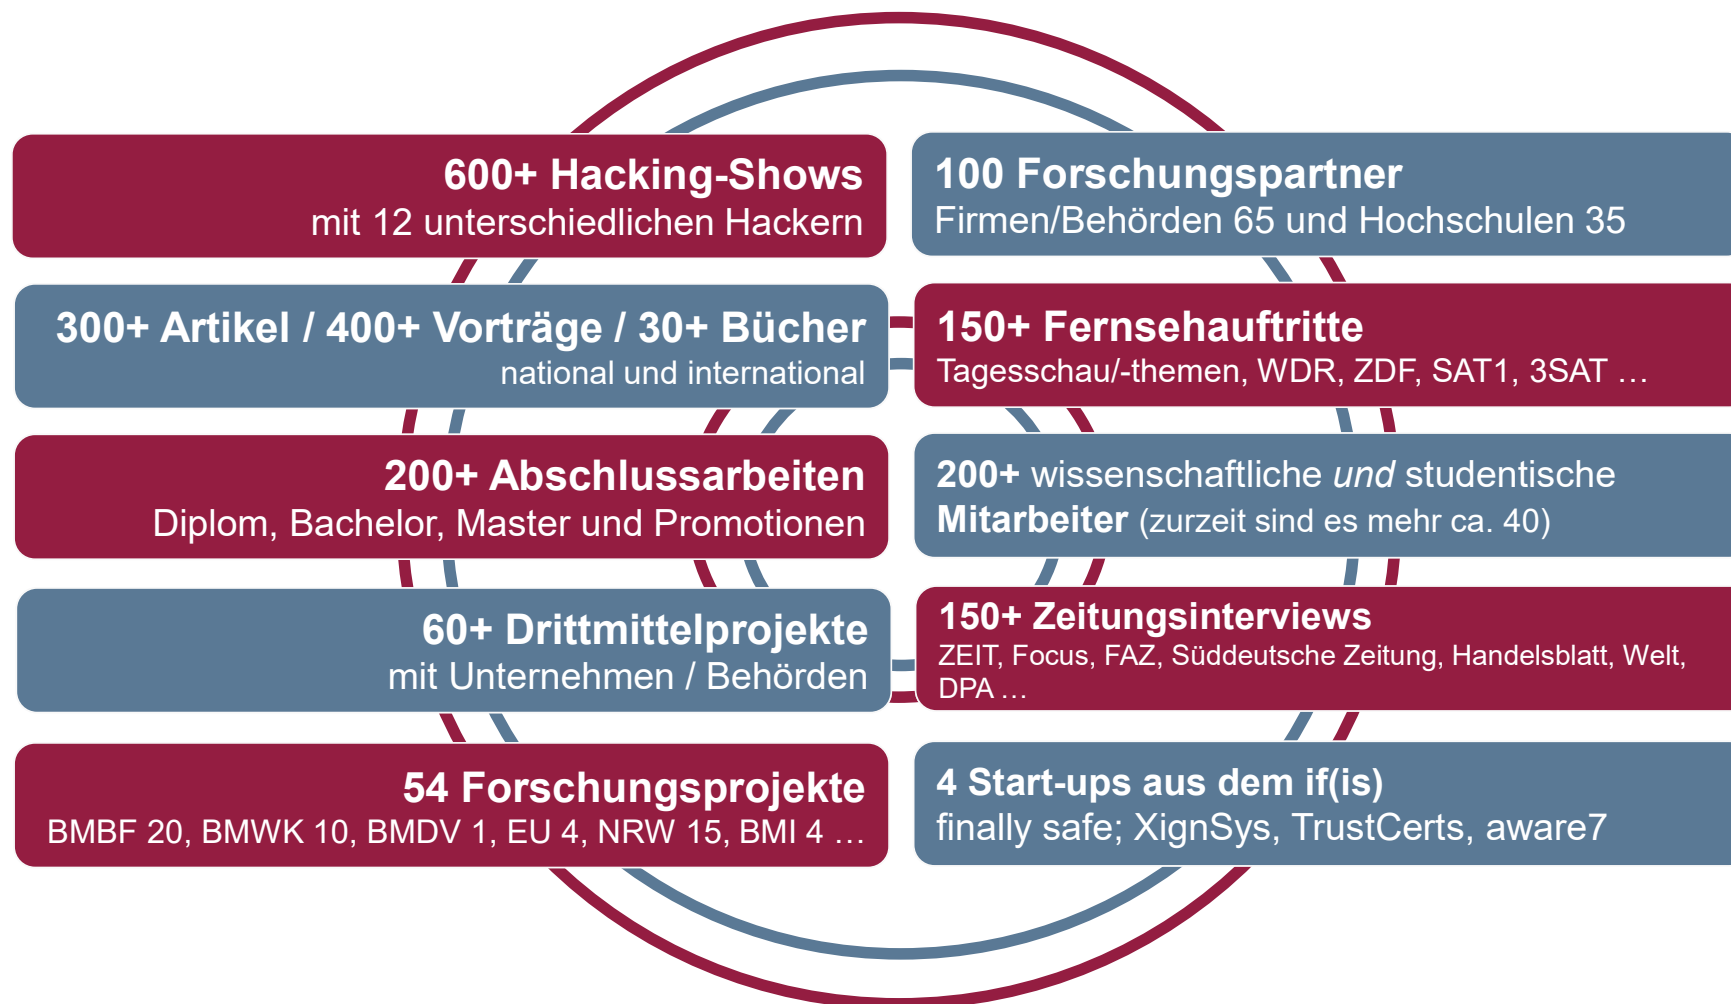 600+ Hacking-Shows
mit 12 unterschiedlichen Hackern
300+ Artikel / 400+ Vorträge / 30+ Bücher
national und international
200+ Abschlussarbeiten
Diplom, Bachelor, Master und Promotionen
60+ Drittmittelprojekte
mit Unternehmen / Behörden
54 Forschungsprojekte
BMBF 20, BMWK 10, BMDV 1, EU 4, NRW 15, BMI 4 …
100 Forschungspartner
Firmen/Behörden 65 und Hochschulen 35
150+ Fernsehauftritte
Tagesschau/-themen, WDR, ZDF, SAT1, 3SAT …
200+ wissenschaftliche und studentische
Mitarbeiter (zurzeit sind es mehr ca. 40)
150+ Zeitungsinterviews
ZEIT, Focus, FAZ, Süddeutsche Zeitung, Handelsblatt, Welt,
DPA …
4 Start-ups aus dem if(is)
finally safe; XignSys, TrustCerts, aware7